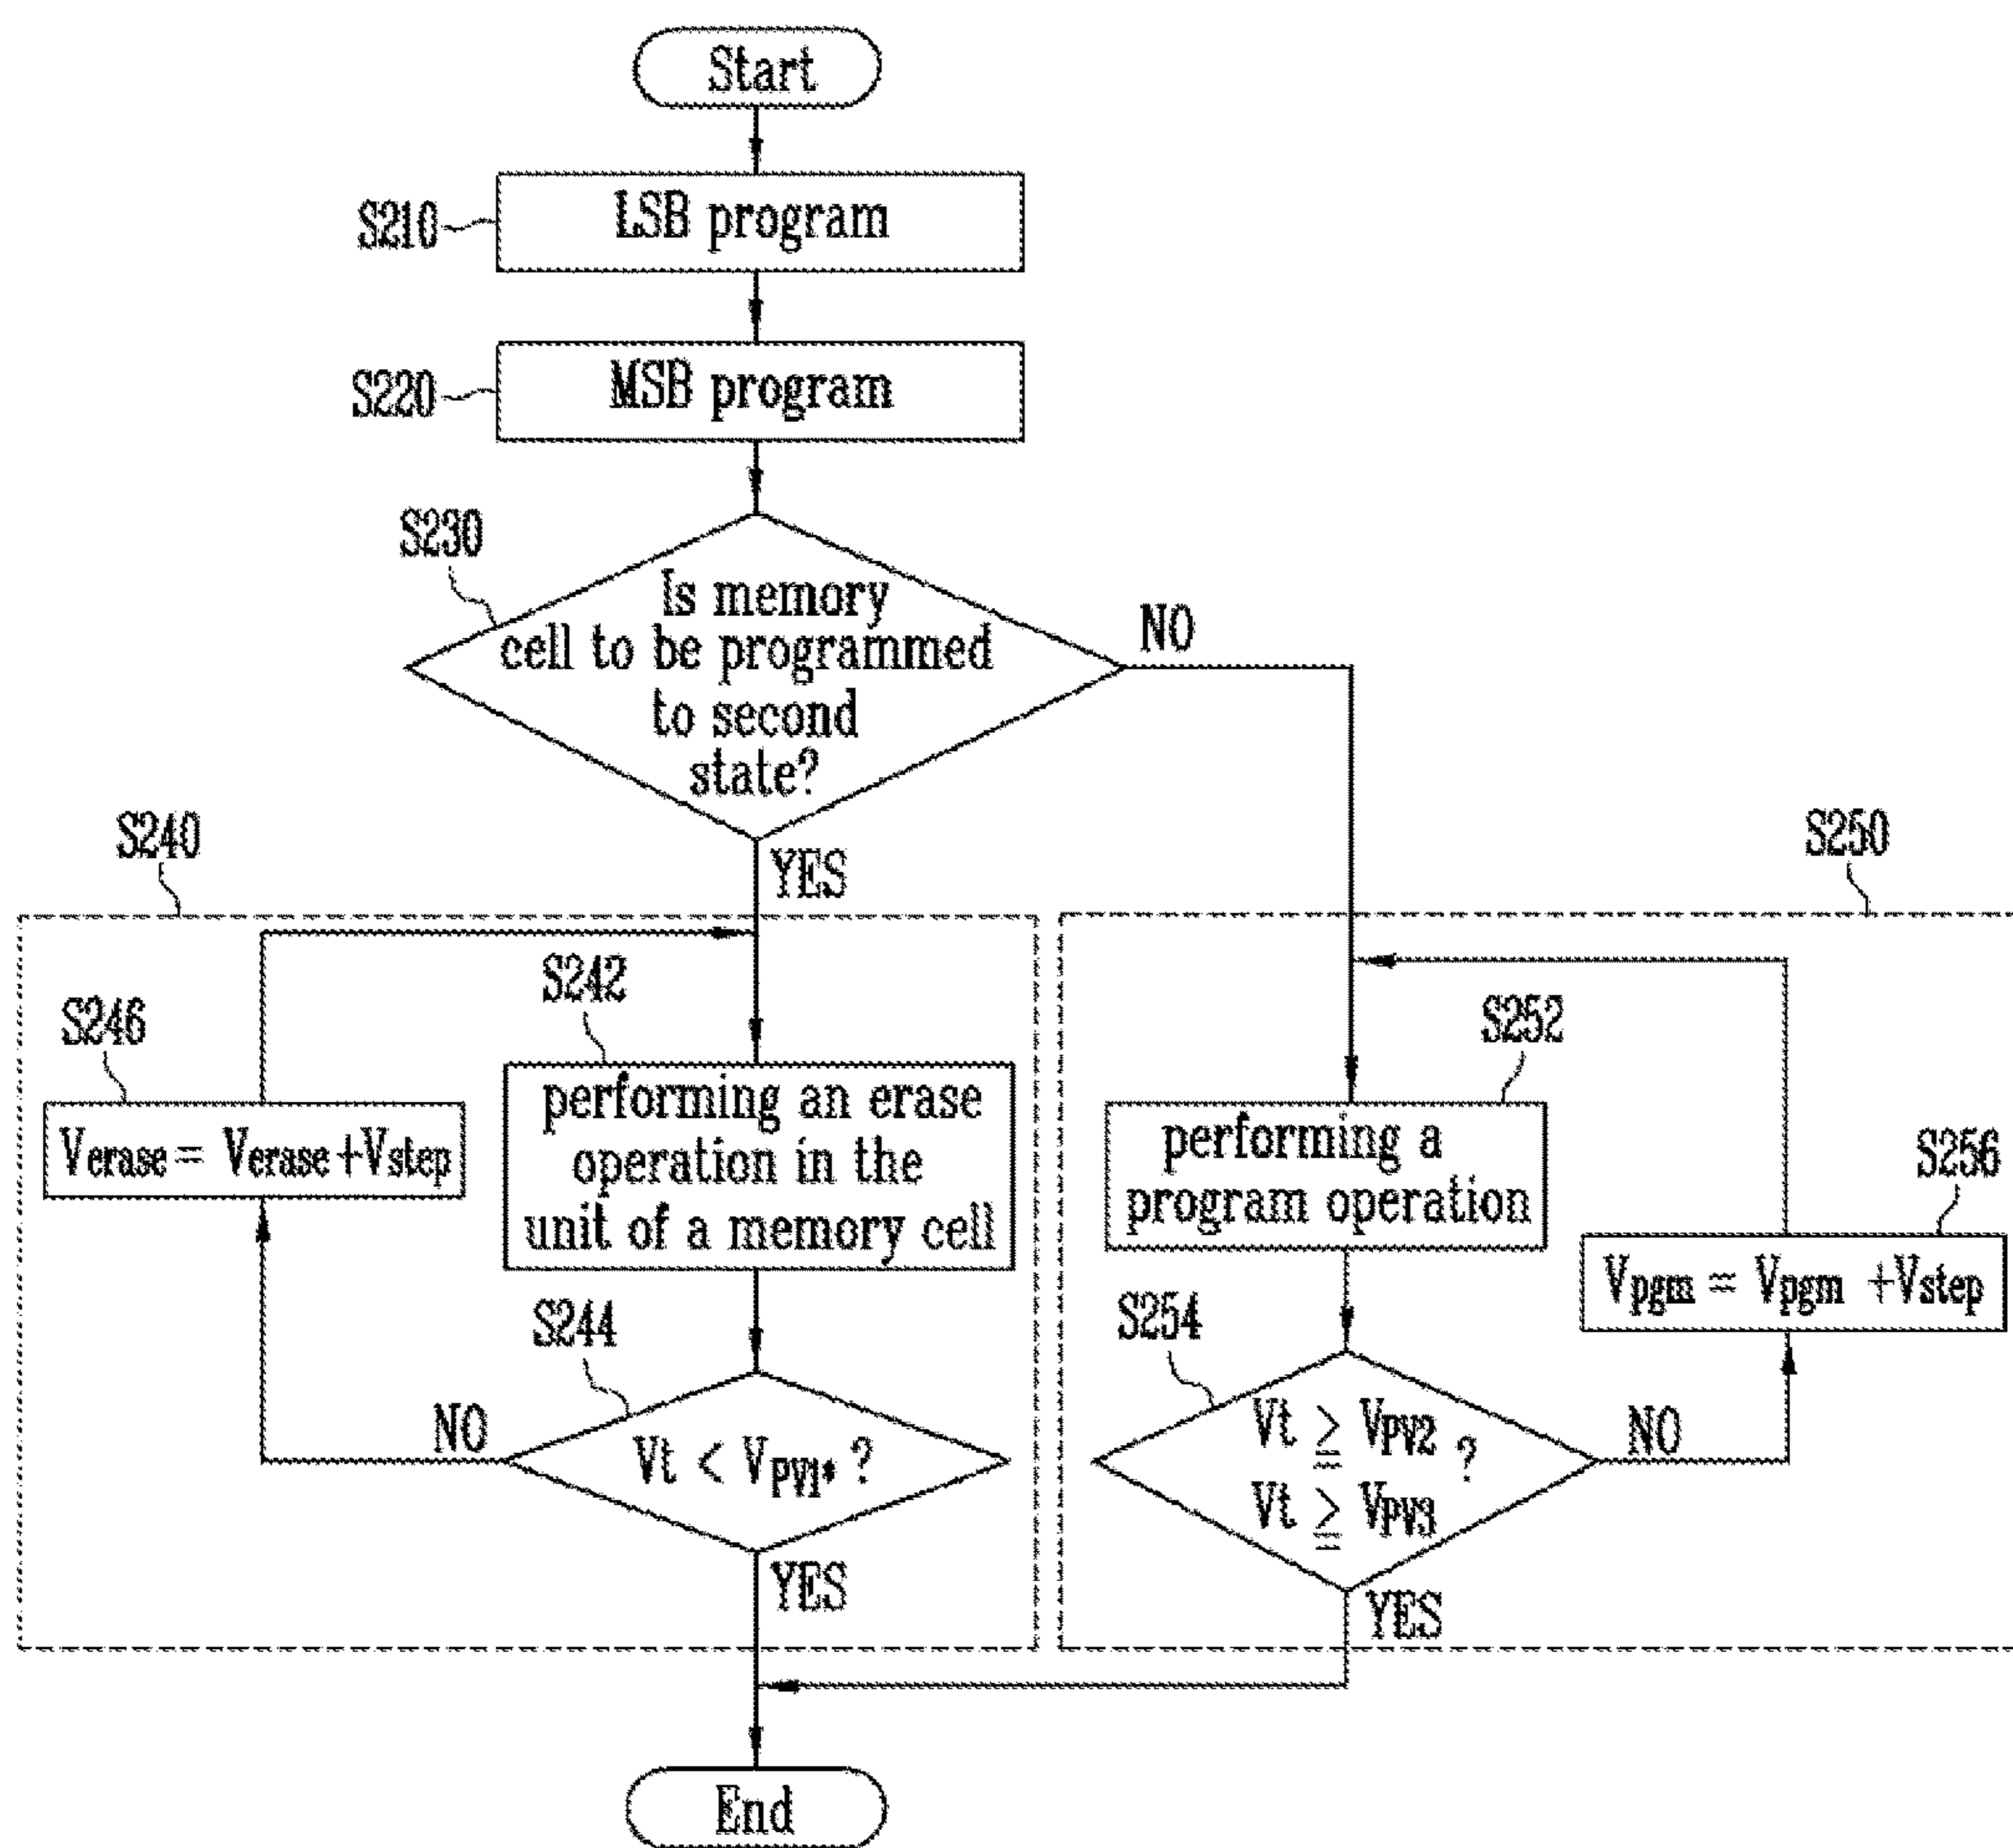 Start
S210
LSB program
S220
MSB program
S230
Is memory
cell to be programmed
to second
state?
NO
YES
S240
S250
S242
S246
S252
S256
performing an erase
operation in the
unit of a memory cell
Verase = Verase +Vstep
performing a
program operation
Vpgm = Vpgm +Vstep
S244
S254
NO
Vt < VPV1* ?
YES
Vt ≧ VPV2
?
Vt ≧ VPV3
NO
YES
End